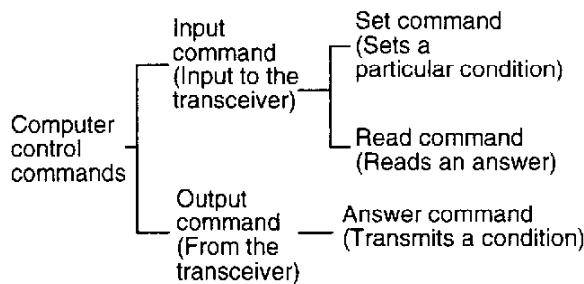 Computer
control
commands
Input
command
(Input to the
transceiver)
Set command
(Sets a
particular condition)
Read command
(Reads an answer)
Output
command
(From the
transceiver)
Answer command
(Transmits a condition)